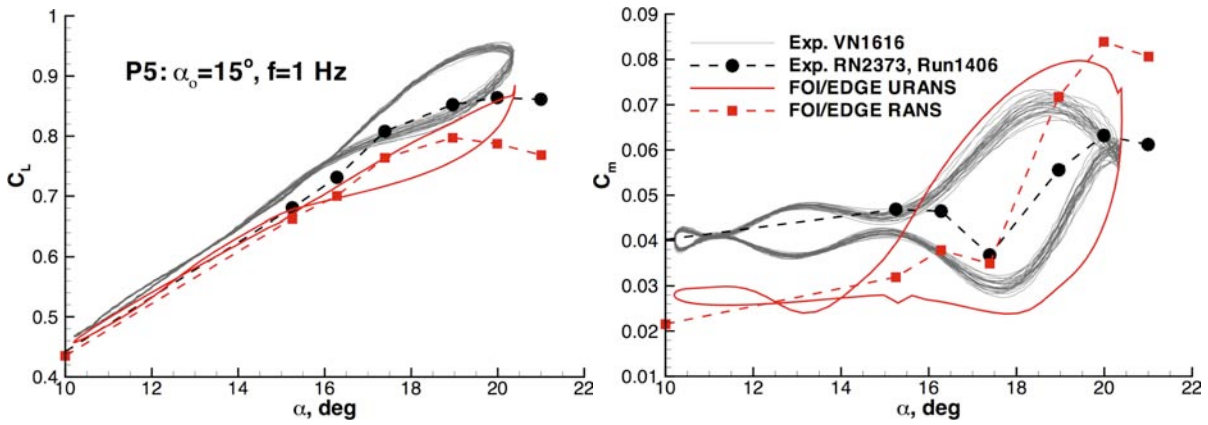 P5: αₒ=15°, f=1 Hz
C_L
1
0.9
0.8
0.7
0.6
0.5
0.4
10 12 14 16 18 20 22
α, deg
Exp. VN1616
Exp. RN2373, Run1406
FOI/EDGE URANS
FOI/EDGE RANS
C_m
0.09
0.08
0.07
0.06
0.05
0.04
0.03
0.02
0.01
10 12 14 16 18 20 22
α, deg